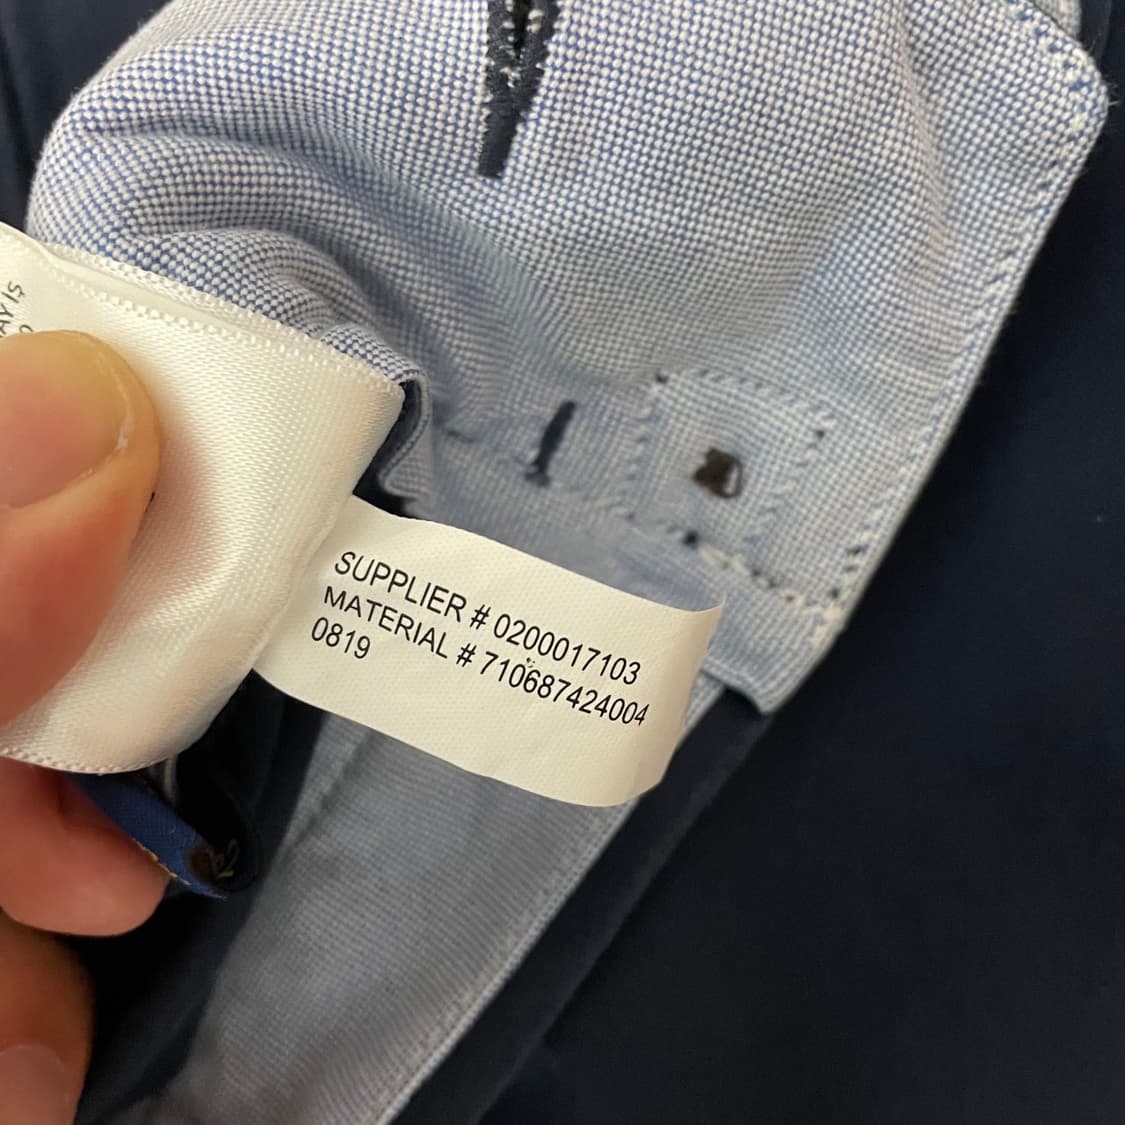 SUPPLIER # 0200017103
MATERIAL # 710687424004
0819